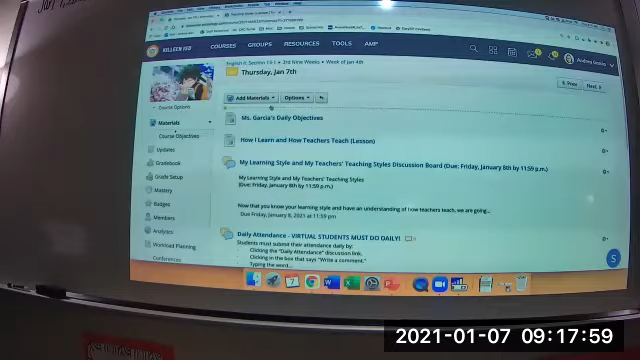 KILLEEN ISD
COURSES GROUPS RESOURCES TOOLS AMP
Course Options
Materials
Course Objectives
Updates
Gradebook
Grade Setup
Mastery
Badges
Members
Analytics
Workload Planning
Conferences
Thursday, Jan 7th
Print Next
Add Materials Options
Ms. Garcia's Daily Objectives
How I Learn and How Teachers Teach (Lesson)
My Learning Style and My Teachers' Teaching Styles Discussion Board (Due: Friday, January 8th by 11:59 p.m.)
My Learning Style and My Teachers' Teaching Styles
(Due: Friday, January 8th by 11:59 p.m.)
Now that you know your learning style and have an understanding of how teachers teach, we are going...
Due Friday, January 8, 2021 at 11:59 pm
Daily Attendance - VIRTUAL STUDENTS MUST DO DAILY!
Students must submit their attendance daily by:
Clicking the "Daily Attendance" discussion link.
Clicking in the box that says "Write a comment."
Typing the word...
S
2021-01-07 09:17:59